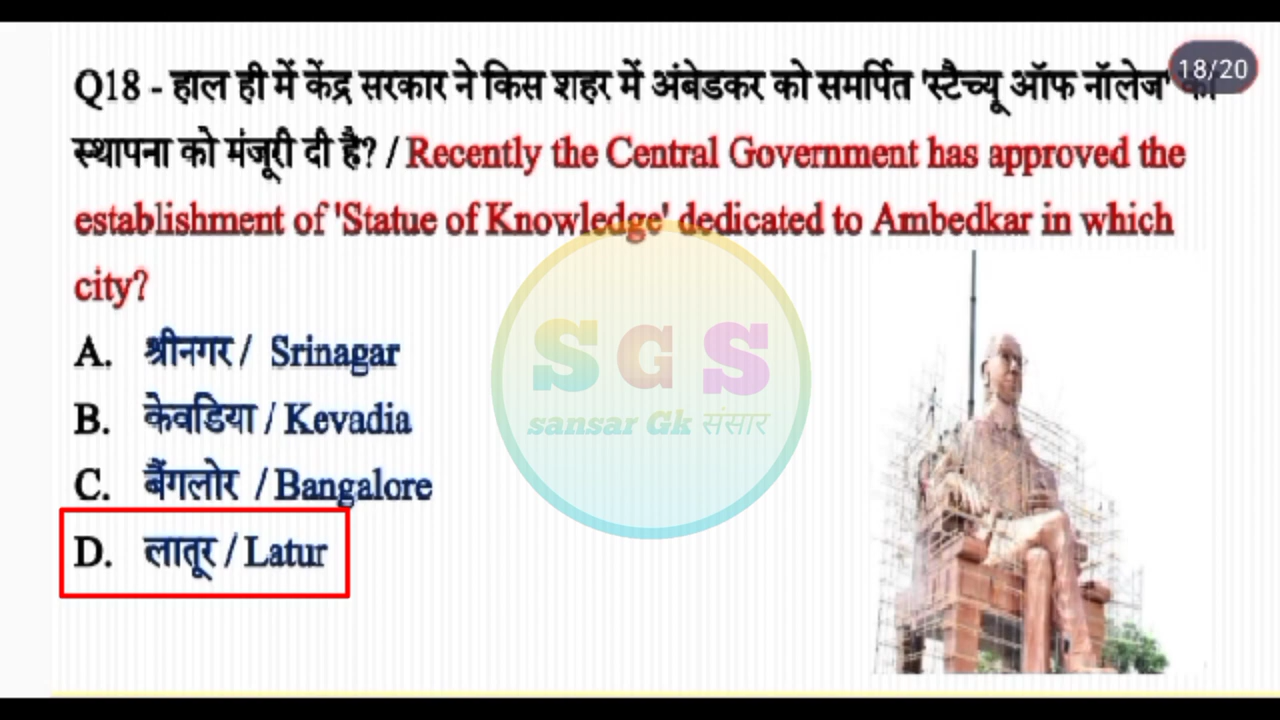 Q18 - हाल ही में केंद्र सरकार ने किस शहर में अंबेडकर को समर्पित 'स्टैच्यू ऑफ नॉलेज' की
18/20
स्थापना को मंजूरी दी है? / Recently the Central Government has approved the
establishment of 'Statue of Knowledge' dedicated to Ambedkar in which
city?
A. श्रीनगर / Srinagar
B. केवडिया / Kevadia
C. बैंगलोर / Bangalore
D. लातूर / Latur
SGS
sansar Gk संसार